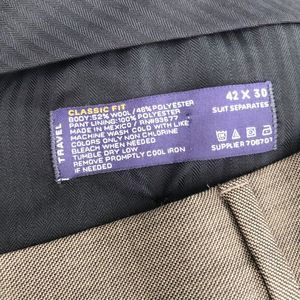 TRAVEL
CLASSIC FIT
BODY:52% WOOL/48% POLYESTER
PANT LINING:100% POLYESTER
MADE IN MEXICO/ RN#93677
MACHINE WASH COLD WITH LIKE
COLORS ONLY NON CHLORINE
BLEACH WHEN NEEDED
TUMBLE DRY LOW
REMOVE PROMPTLY COOL IRON
IF NEEDED
42 X 30
SUIT SEPARATES
SUPPLIER